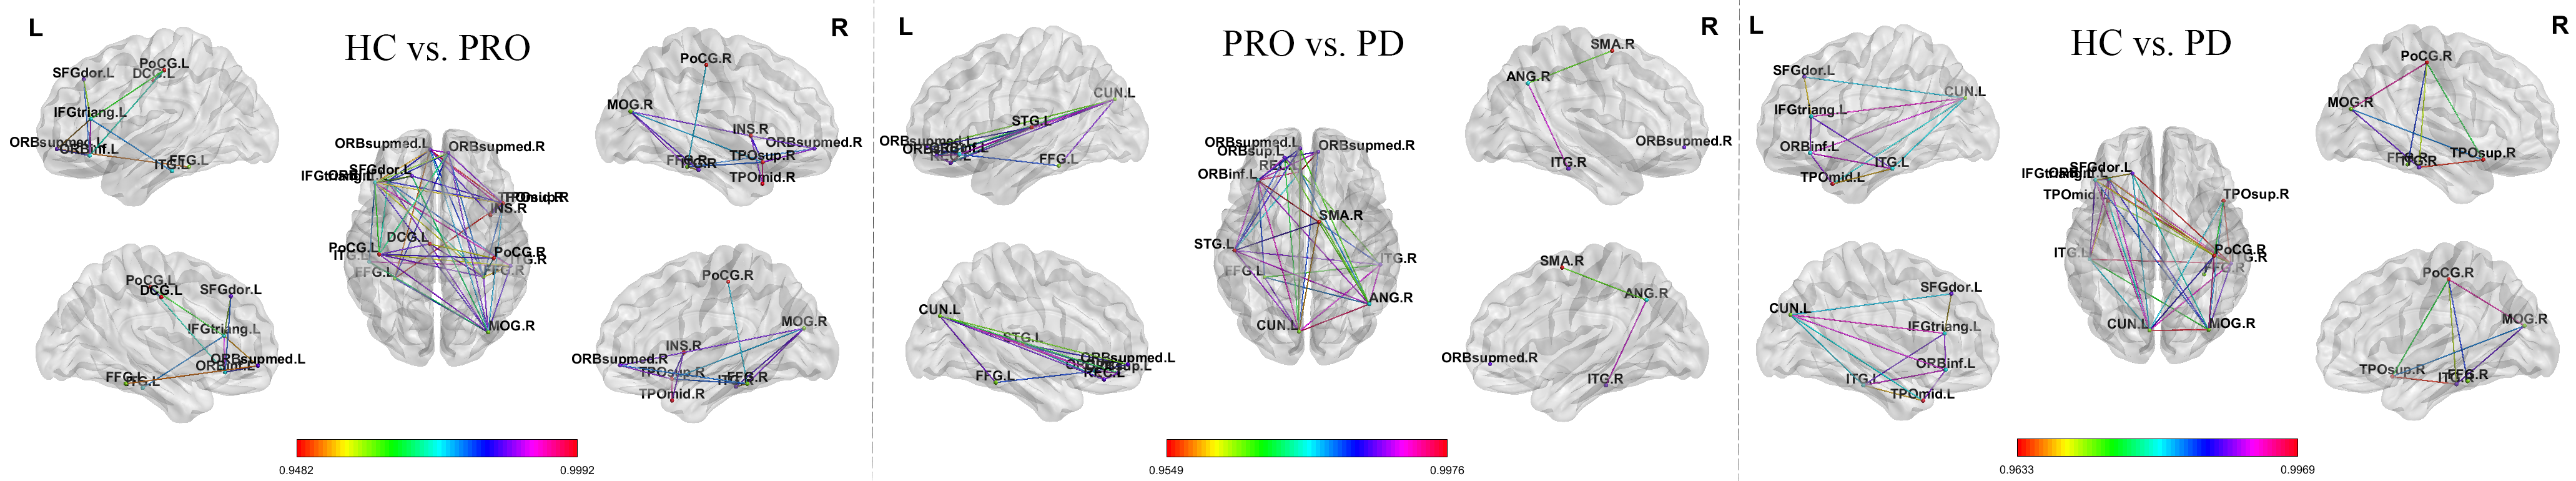 L
HC vs. PRO
R
SFGdor.L
PoCG.L
DCG.L
IFGtriang.L
ORBsupmed.L
ORBinf.L
ITG.L
FFG.L
PoCG.R
MOG.R
INS.R
ORBsupmed.R
FFG.R
ITG.R
TPOsup.R
TPOmid.R
ORBsupmed.L
ORBsupmed.R
SFGdor.L
IFGtriang.L
INS.R
DCG.L
PoCG.L
PoCG.R
ITG.L
FFG.L
FFG.R
MOG.R
PoCG.L
DCG.L
SFGdor.L
IFGtriang.L
ORBsupmed.L
ORBinf.L
FFG.L
ITG.L
PoCG.R
MOG.R
INS.R
ORBsupmed.R
TPOsup.R
ITG.R
FFG.R
TPOmid.R
0.9482
0.9992
L
PRO vs. PD
R
CUN.L
STG.L
ORBsupmed.L
ORBinf.L
REC.L
FFG.L
SMA.R
ANG.R
ORBsupmed.R
ITG.R
ORBsupmed.L
ORBsupmed.R
ORBsup.L
REC.L
ORBinf.L
SMA.R
STG.L
ITG.R
FFG.L
ANG.R
CUN.L
CUN.L
STG.L
ORBsupmed.L
ORBsup.L
REC.L
FFG.L
SMA.R
ANG.R
ORBsupmed.R
ITG.R
0.9549
0.9976
L
HC vs. PD
R
SFGdor.L
CUN.L
IFGtriang.L
ORBinf.L
ITG.L
TPOmid.L
PoCG.R
MOG.R
FFG.R
ITG.R
TPOsup.R
SFGdor.L
IFGtriang.L
TPOmid.L
TPOsup.R
ITG.L
PoCG.R
ITG.R
FFG.R
CUN.L
MOG.R
SFGdor.L
CUN.L
IFGtriang.L
ORBinf.L
ITG.L
TPOmid.L
PoCG.R
MOG.R
TPOsup.R
ITG.R
FFG.R
0.9633
0.9969